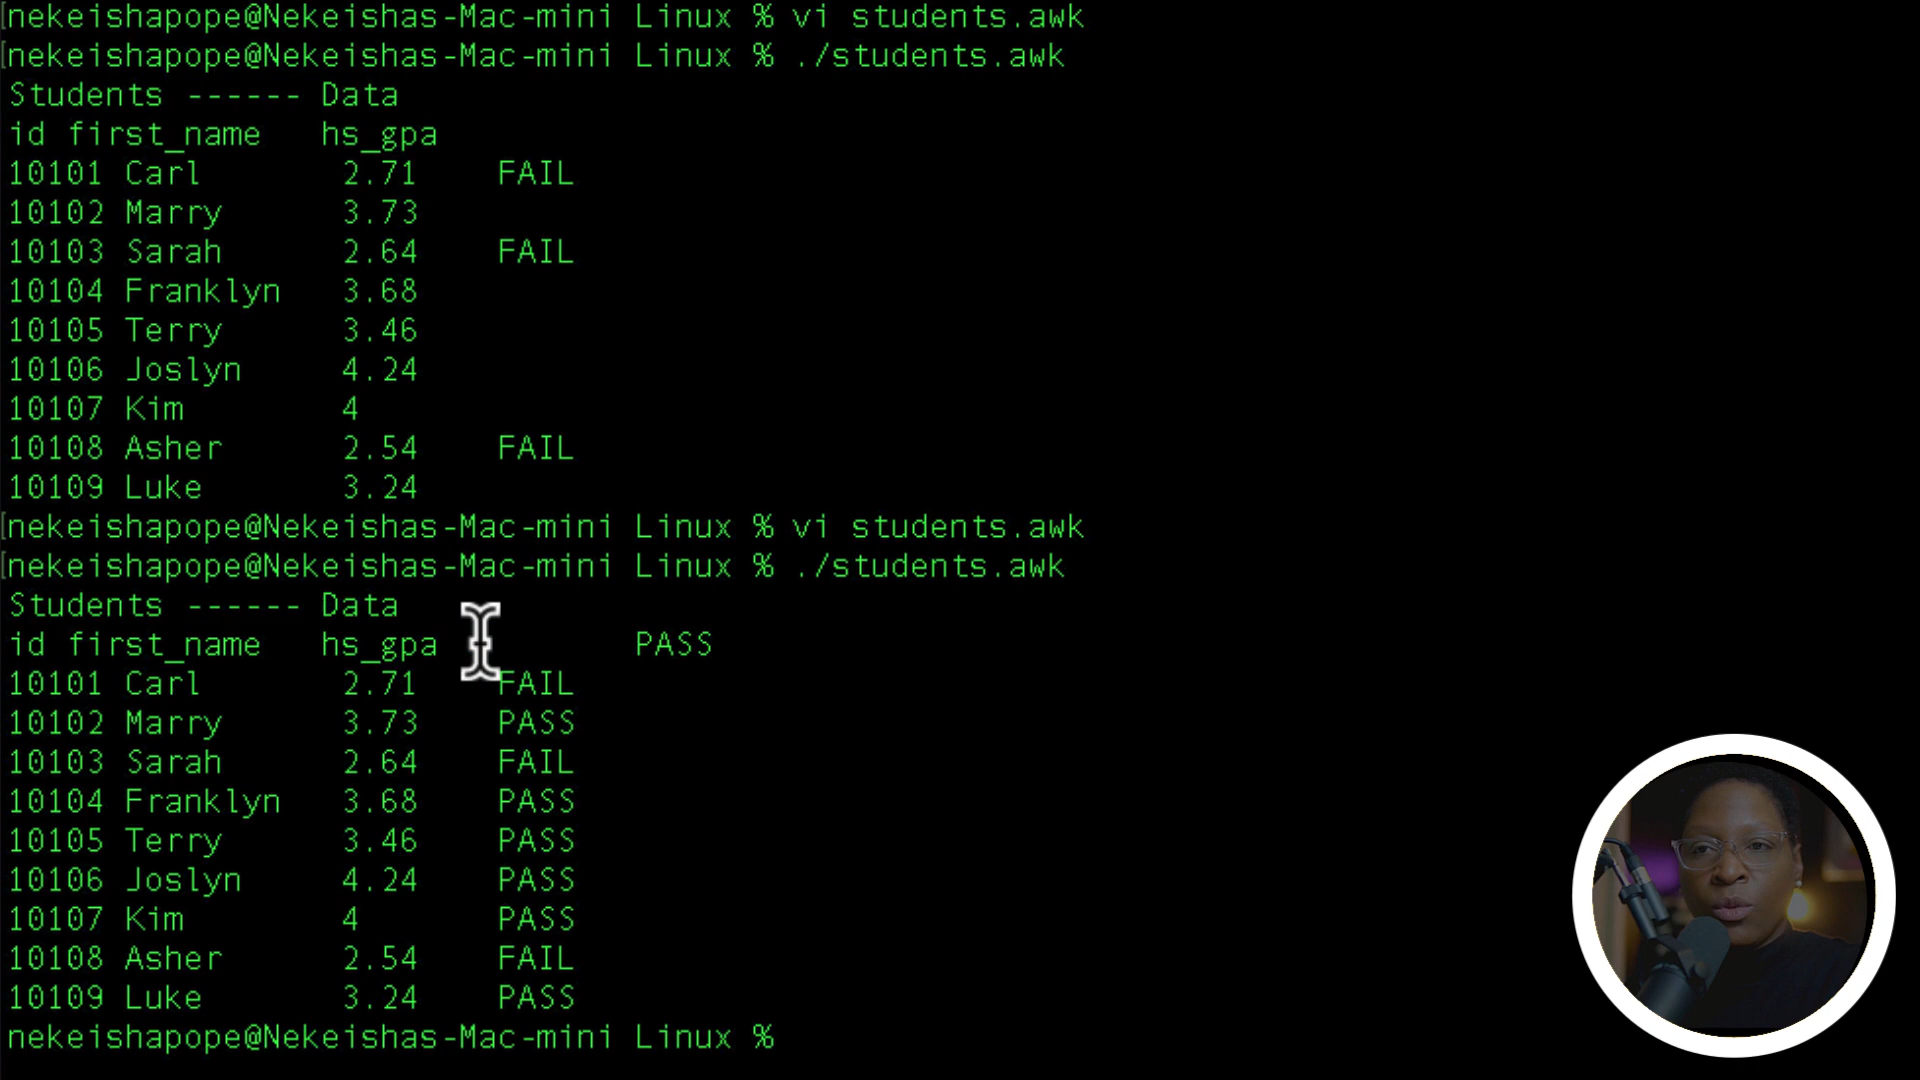 [nekeishapope@Nekeishas-Mac-mini Linux % vi students.awk
[nekeishapope@Nekeishas-Mac-mini Linux % ./students.awk
Students ------ Data
id first_name   hs_gpa
10101 Carl       2.71    FAIL
10102 Marry      3.73
10103 Sarah      2.64    FAIL
10104 Franklyn   3.68
10105 Terry      3.46
10106 Joslyn     4.24
10107 Kim        4
10108 Asher      2.54    FAIL
10109 Luke       3.24
[nekeishapope@Nekeishas-Mac-mini Linux % vi students.awk
[nekeishapope@Nekeishas-Mac-mini Linux % ./students.awk
Students ------ Data
id first_name   hs_gpa          PASS
10101 Carl       2.71    FAIL
10102 Marry      3.73    PASS
10103 Sarah      2.64    FAIL
10104 Franklyn   3.68    PASS
10105 Terry      3.46    PASS
10106 Joslyn     4.24    PASS
10107 Kim        4       PASS
10108 Asher      2.54    FAIL
10109 Luke       3.24    PASS
nekeishapope@Nekeishas-Mac-mini Linux %